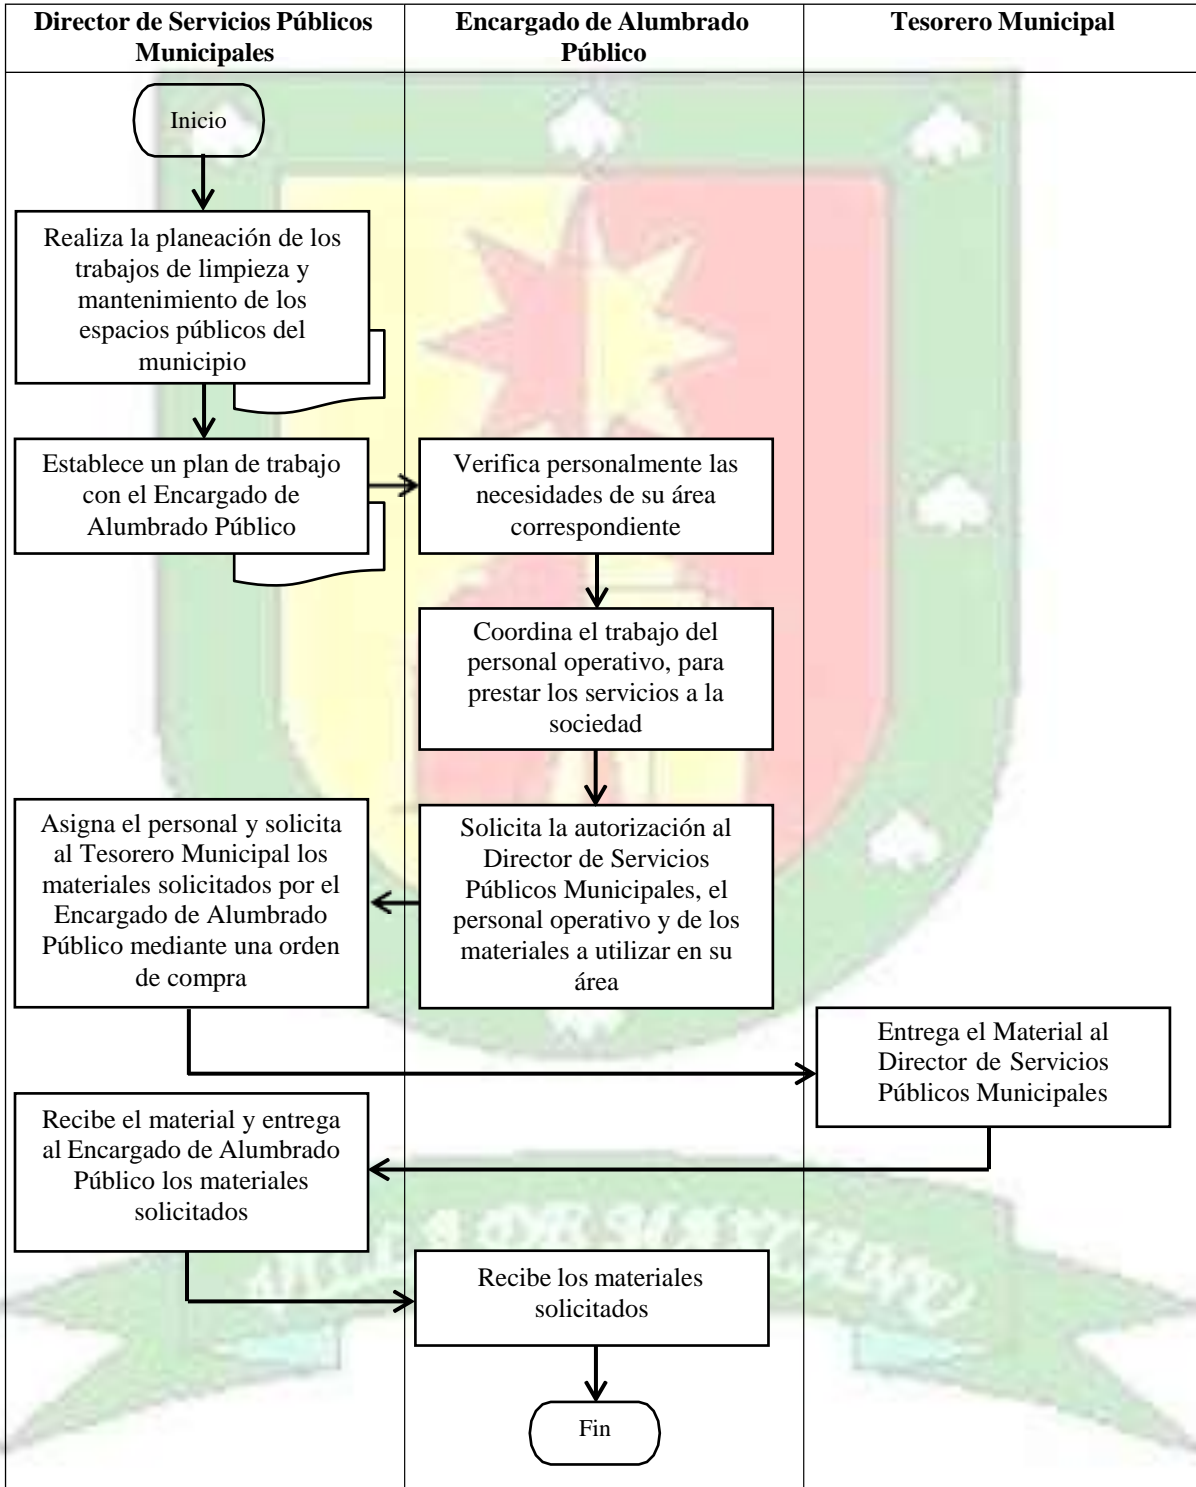 Director de Servicios Públicos
Municipales
Encargado de Alumbrado
Público
Tesorero Municipal
Inicio
Realiza la planeación de los
trabajos de limpieza y
mantenimiento de los
espacios públicos del
municipio
Establece un plan de trabajo
con el Encargado de
Alumbrado Público
Verifica personalmente las
necesidades de su área
correspondiente
Coordina el trabajo del
personal operativo, para
prestar los servicios a la
sociedad
Solicita la autorización al
Director de Servicios
Públicos Municipales, el
personal operativo y de los
materiales a utilizar en su
área
Asigna el personal y solicita
al Tesorero Municipal los
materiales solicitados por el
Encargado de Alumbrado
Público mediante una orden
de compra
Entrega el Material al
Director de Servicios
Públicos Municipales
Recibe el material y entrega
al Encargado de Alumbrado
Público los materiales
solicitados
Recibe los materiales
solicitados
Fin